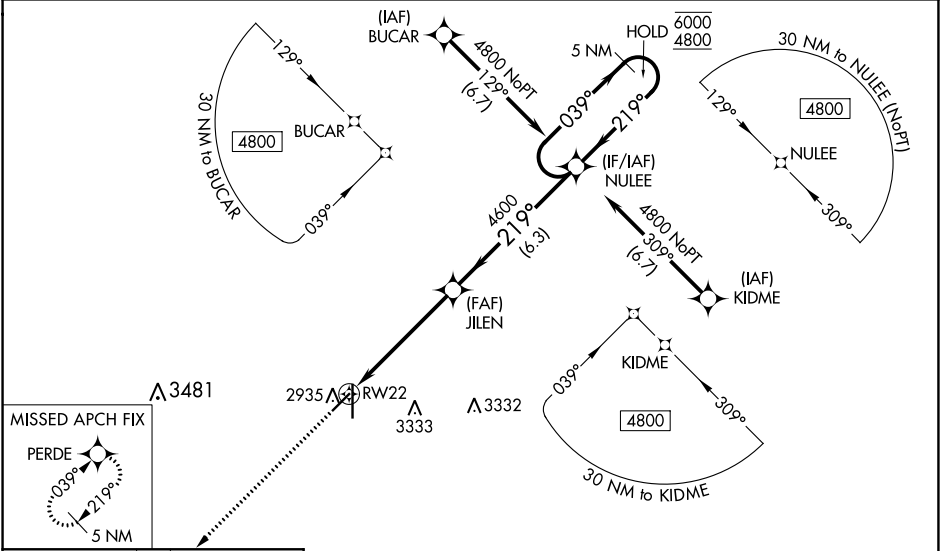 (IAF)
BUCAR
4800 NoPT
129°
(6.7)
HOLD
6000
4800
5 NM
039°
219°
(IF/IAF)
NULEE
4600
219°
(6.3)
4800 NoPT
309°
(6.7)
(IAF)
KIDME
(FAF)
JILEN
RW22
2935
3333
3332
3481
129°
BUCAR
4800
039°
30 NM to BUCAR
30 NM to NULEE (NoPT)
129°
4800
NULEE
309°
KIDME
039°
309°
4800
30 NM to KIDME
MISSED APCH FIX
PERDE
039°
219°
5 NM